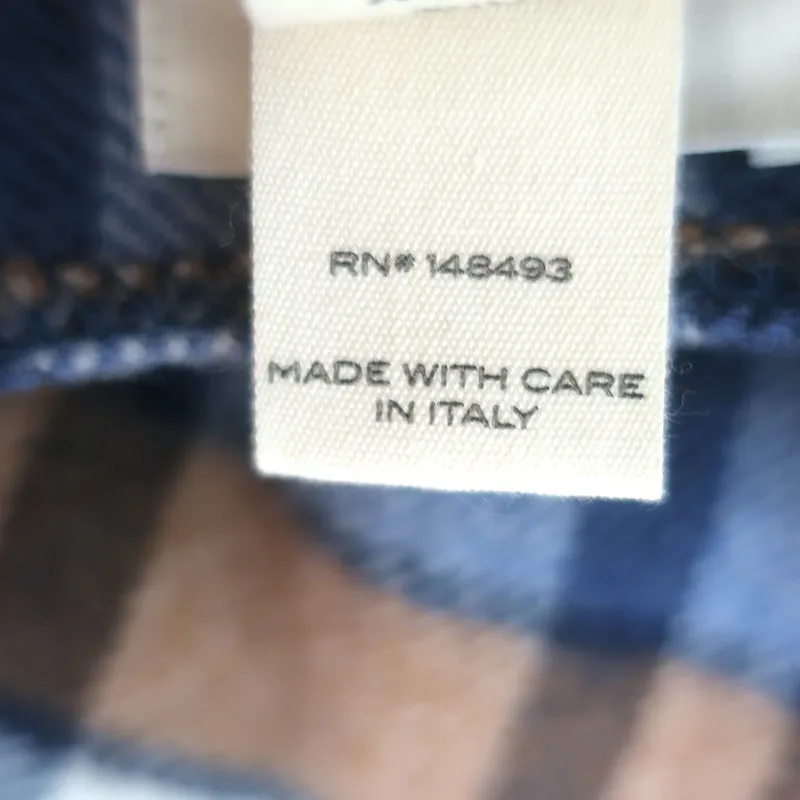 RN# 148493
MADE WITH CARE
IN ITALY